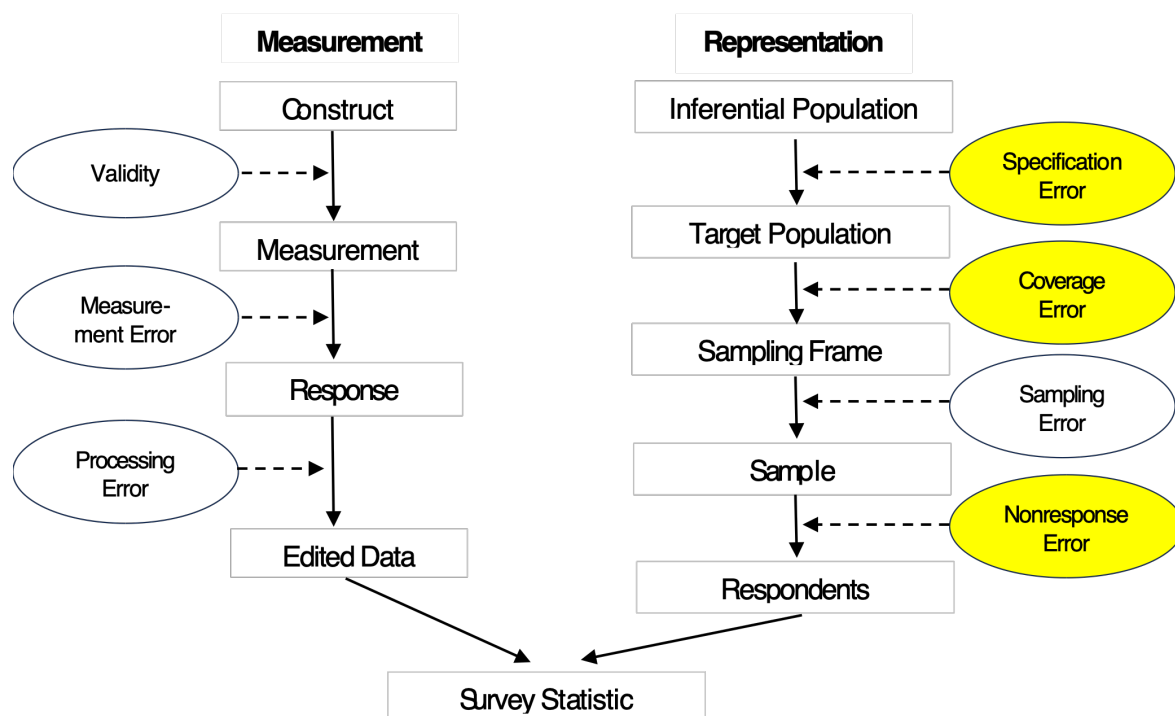 Measurement
Representation
Construct
Inferential Population
Validity
Specification
Error
Measurement
Target Population
Measure-
ment Error
Coverage
Error
Response
Sampling Frame
Sampling
Error
Processing
Error
Sample
Nonresponse
Error
Edited Data
Respondents
Survey Statistic